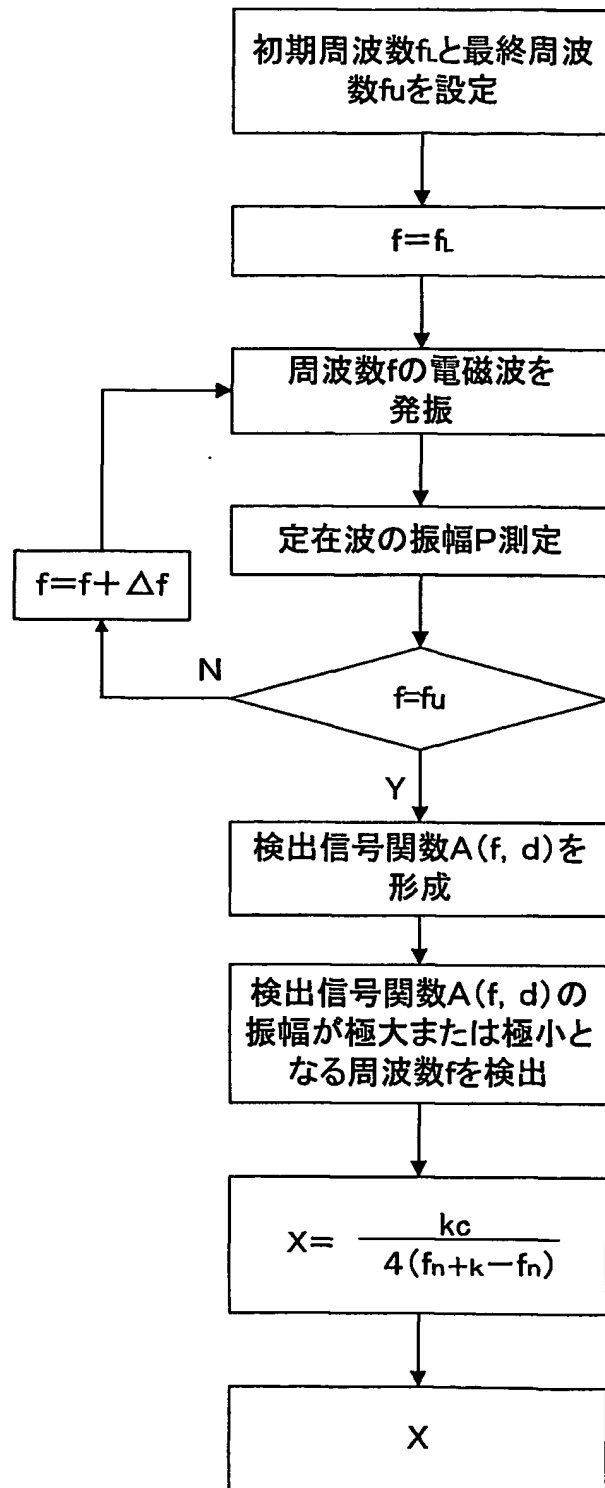 初期周波数fLと最終周波
数fuを設定
f=fL
周波数fの電磁波を
発振
定在波の振幅P測定
f=f+△f
N
f=fu
Y
検出信号関数A(f, d)を
形成
検出信号関数A(f, d)の
振幅が極大または極小と
なる周波数fを検出
X= kc
4(fn+k−fn)
X